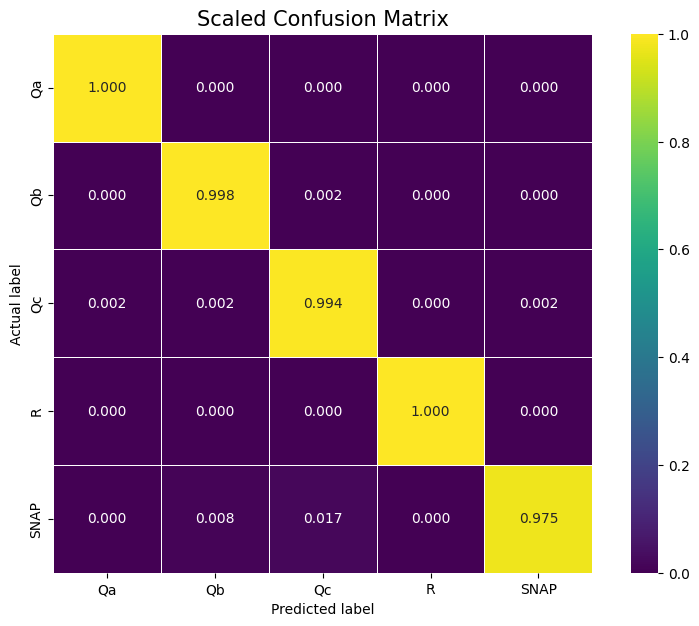 Scaled Confusion Matrix
1.0
Qa 1.000 0.000 0.000 0.000 0.000
0.8
Qb 0.000 0.998 0.002 0.000 0.000
0.6
Actual label
Qc 0.002 0.002 0.994 0.000 0.002
0.4
R 0.000 0.000 0.000 1.000 0.000
0.2
SNAP 0.000 0.008 0.017 0.000 0.975
0.0
Qa Qb Qc R SNAP
Predicted label